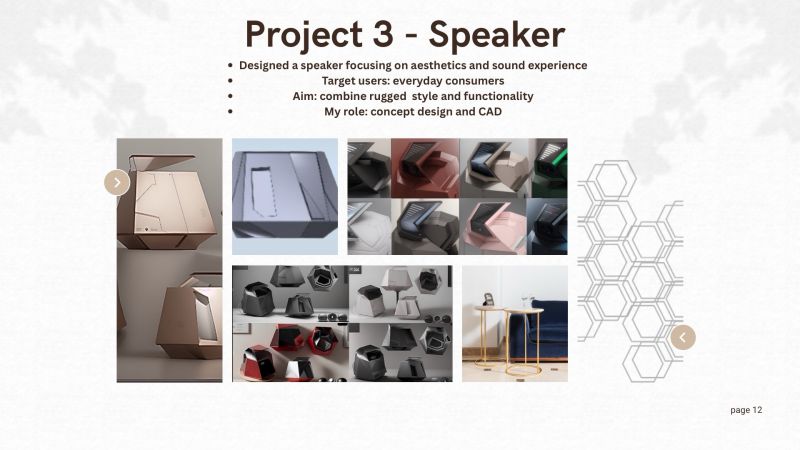 Project 3 - Speaker
• Designed a speaker focusing on aesthetics and sound experience
• Target users: everyday consumers
• Aim: combine rugged  style and functionality
• My role: concept design and CAD
page 12